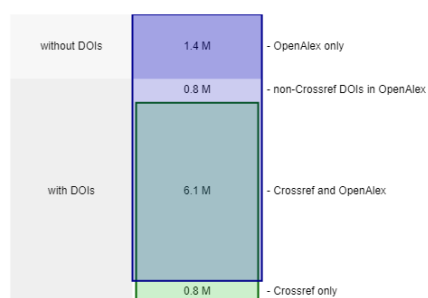 without DOIs 1.4 M - OpenAlex only
0.8 M - non-Crossref DOIs in OpenAlex
with DOIs 6.1 M - Crossref and OpenAlex
0.8 M - Crossref only